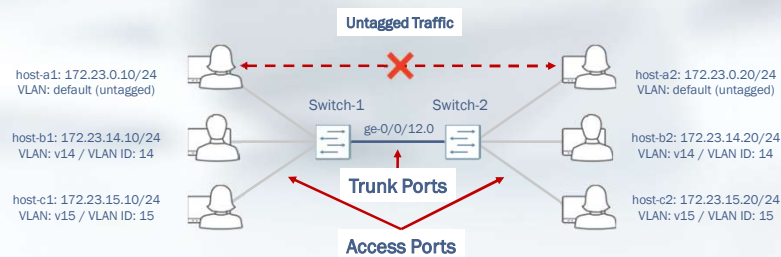 Untagged Traffic
host-a1: 172.23.0.10/24
VLAN: default (untagged)
host-a2: 172.23.0.20/24
VLAN: default (untagged)
Switch-1
Switch-2
ge-0/0/12.0
host-b1: 172.23.14.10/24
VLAN: v14 / VLAN ID: 14
host-b2: 172.23.14.20/24
VLAN: v14 / VLAN ID: 14
Trunk Ports
host-c1: 172.23.15.10/24
VLAN: v15 / VLAN ID: 15
host-c2: 172.23.15.20/24
VLAN: v15 / VLAN ID: 15
Access Ports